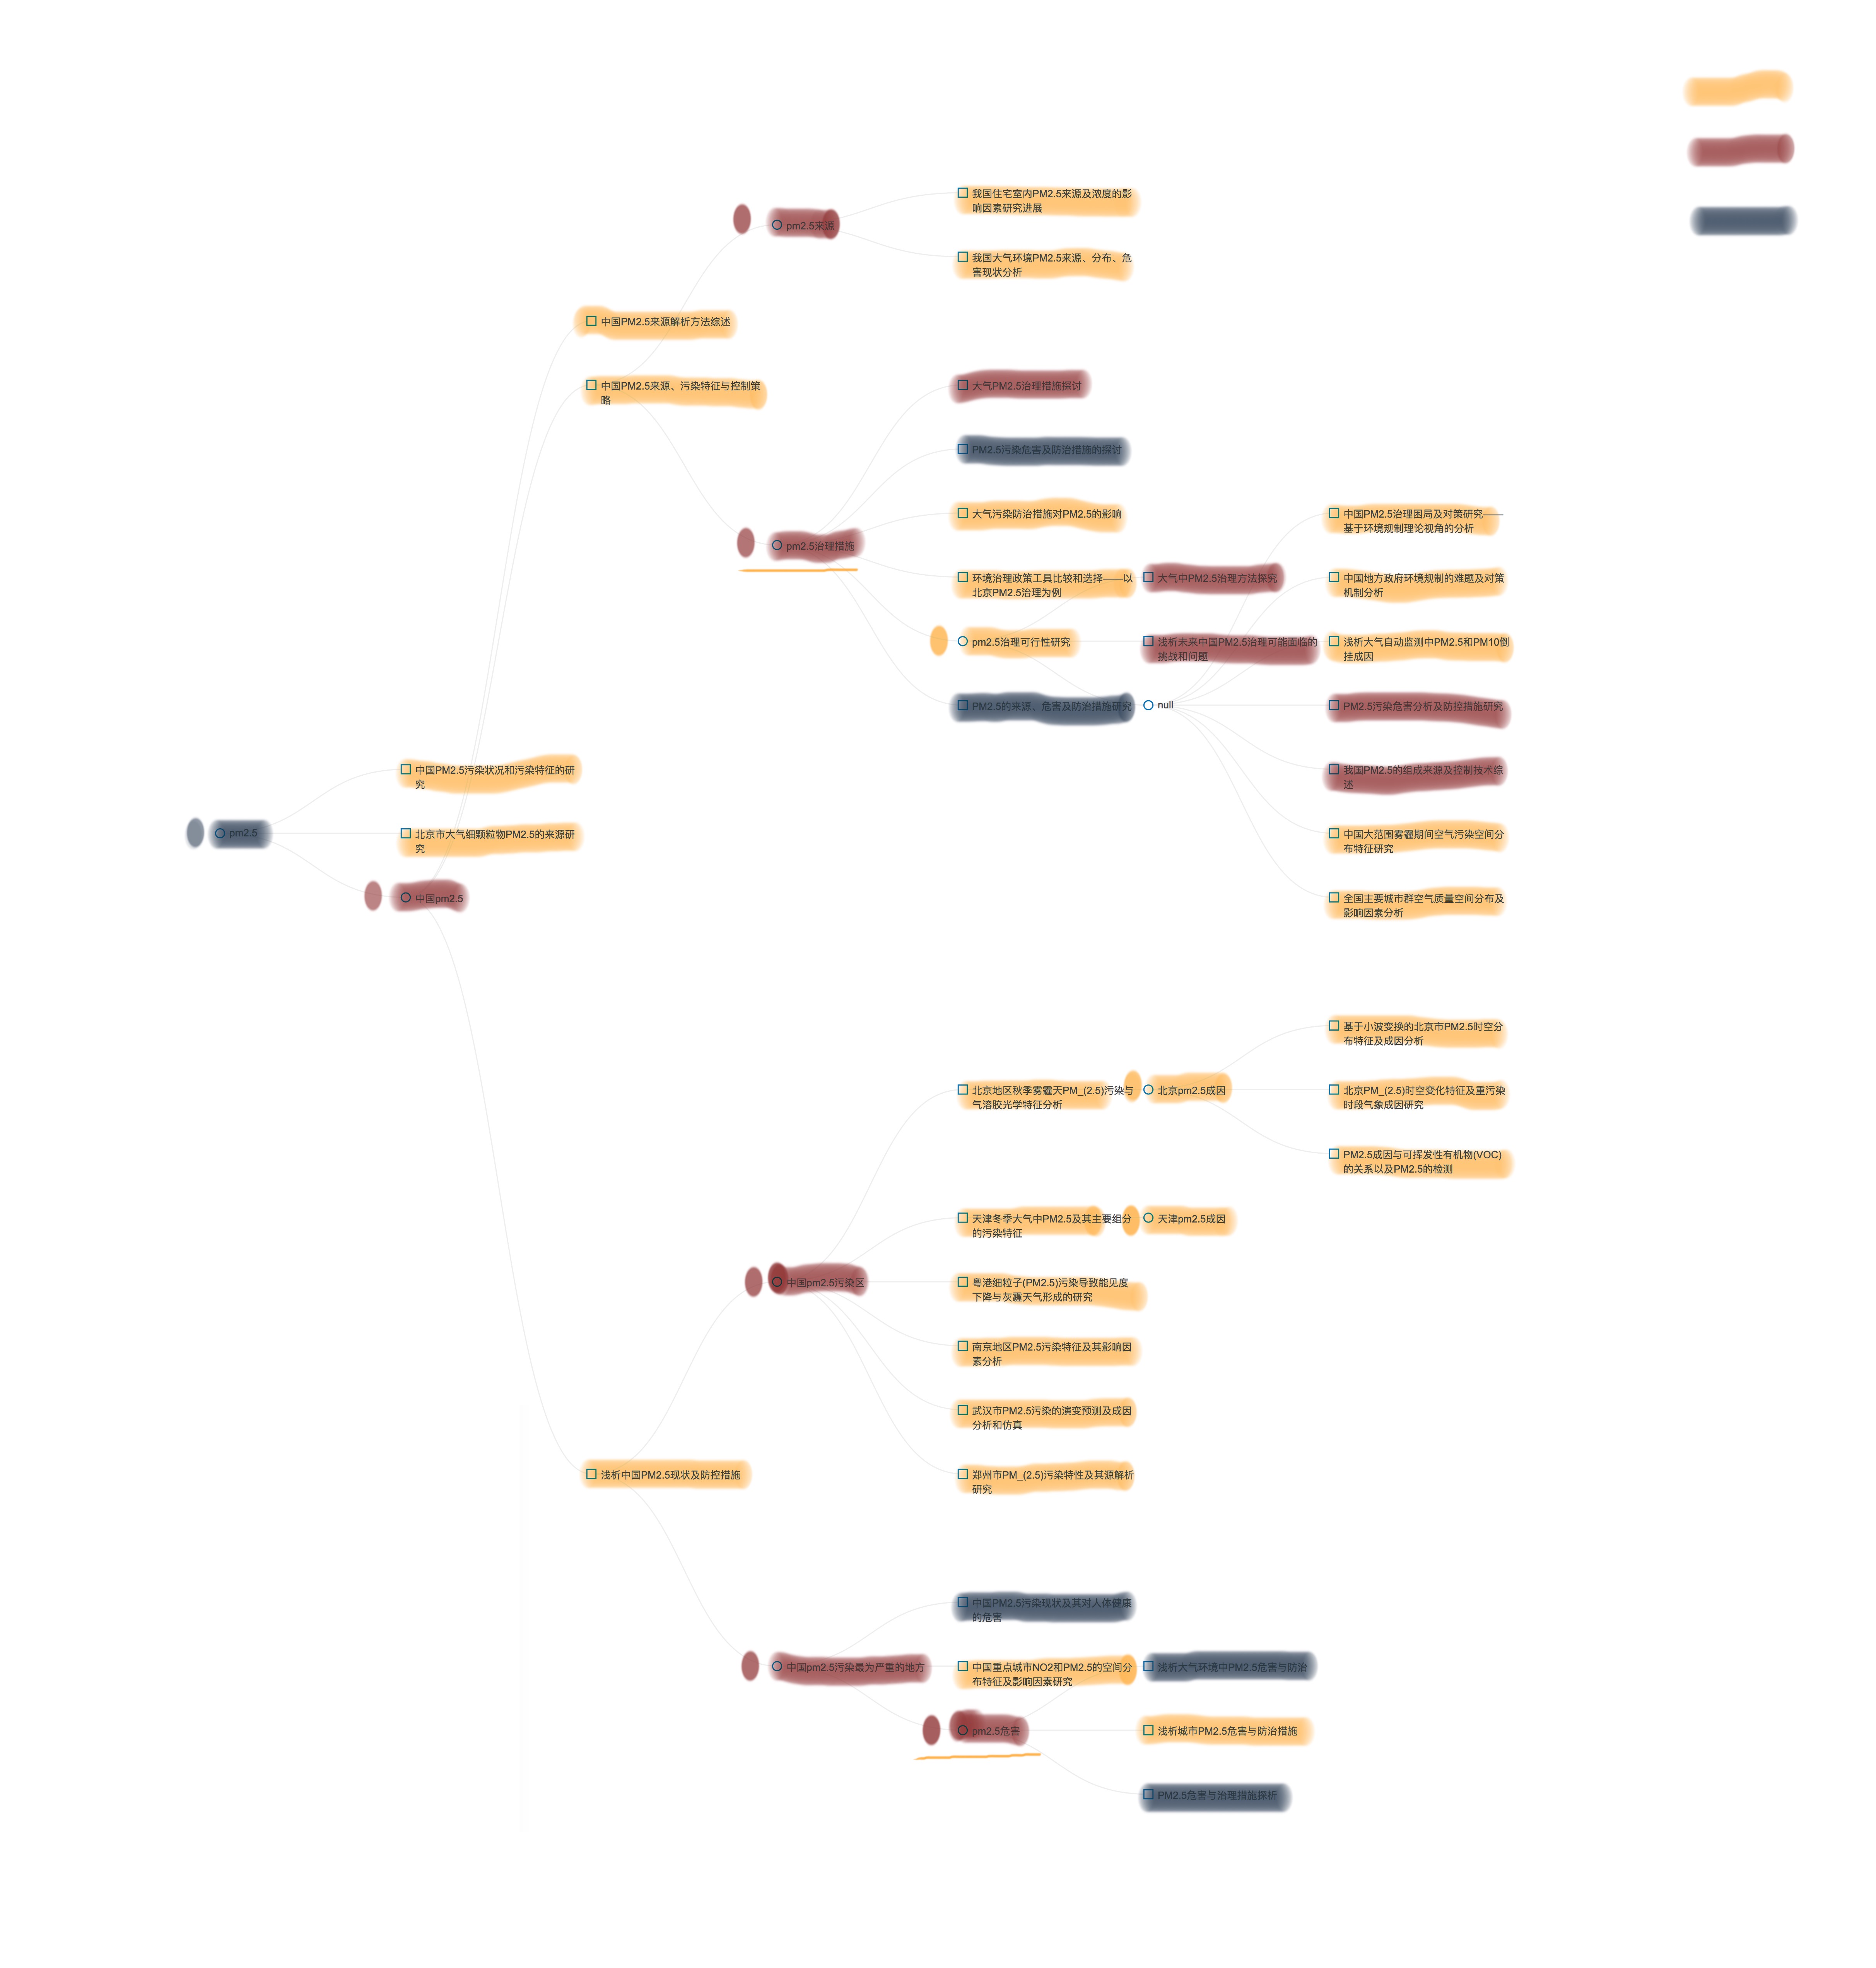 我国住宅室内PM2.5来源及浓度的影
响因素研究进展
pm2.5来源
我国大气环境PM2.5来源、分布、危
害现状分析
中国PM2.5来源解析方法综述
中国PM2.5来源、污染特征与控制策
略
大气PM2.5治理措施探讨
PM2.5污染危害及防治措施的探讨
大气污染防治措施对PM2.5的影响
中国PM2.5治理困局及对策研究——
基于环境规制理论视角的分析
pm2.5治理措施
环境治理政策工具比较和选择——以
北京PM2.5治理为例
大气中PM2.5治理方法探究
中国地方政府环境规制的难题及对策
机制分析
pm2.5治理可行性研究
浅析未来中国PM2.5治理可能面临的
挑战和问题
浅析大气自动监测中PM2.5和PM10倒
挂成因
PM2.5的来源、危害及防治措施研究
null
PM2.5污染危害分析及防控措施研究
我国PM2.5的组成来源及控制技术综
述
中国PM2.5污染状况和污染特征的研
究
pm2.5
北京市大气细颗粒物PM2.5的来源研
究
中国大范围雾霾期间空气污染空间分
布特征研究
中国pm2.5
全国主要城市群空气质量空间分布及
影响因素分析
基于小波变换的北京市PM2.5时空分
布特征及成因分析
北京地区秋季雾霾天PM_(2.5)污染与
气溶胶光学特征分析
北京pm2.5成因
北京PM_(2.5)时空变化特征及重污染
时段气象成因研究
PM2.5成因与可挥发性有机物(VOC)
的关系以及PM2.5的检测
天津冬季大气中PM2.5及其主要组分
的污染特征
天津pm2.5成因
中国pm2.5污染区
粤港细粒子(PM2.5)污染导致能见度
下降与灰霾天气形成的研究
南京地区PM2.5污染特征及其影响因
素分析
武汉市PM2.5污染的演变预测及成因
分析和仿真
浅析中国PM2.5现状及防控措施
郑州市PM_(2.5)污染特性及其源解析
研究
中国PM2.5污染现状及其对人体健康
的危害
中国pm2.5污染最为严重的地方
中国重点城市NO2和PM2.5的空间分
布特征及影响因素研究
浅析大气环境中PM2.5危害与防治
pm2.5危害
浅析城市PM2.5危害与防治措施
PM2.5危害与治理措施探析